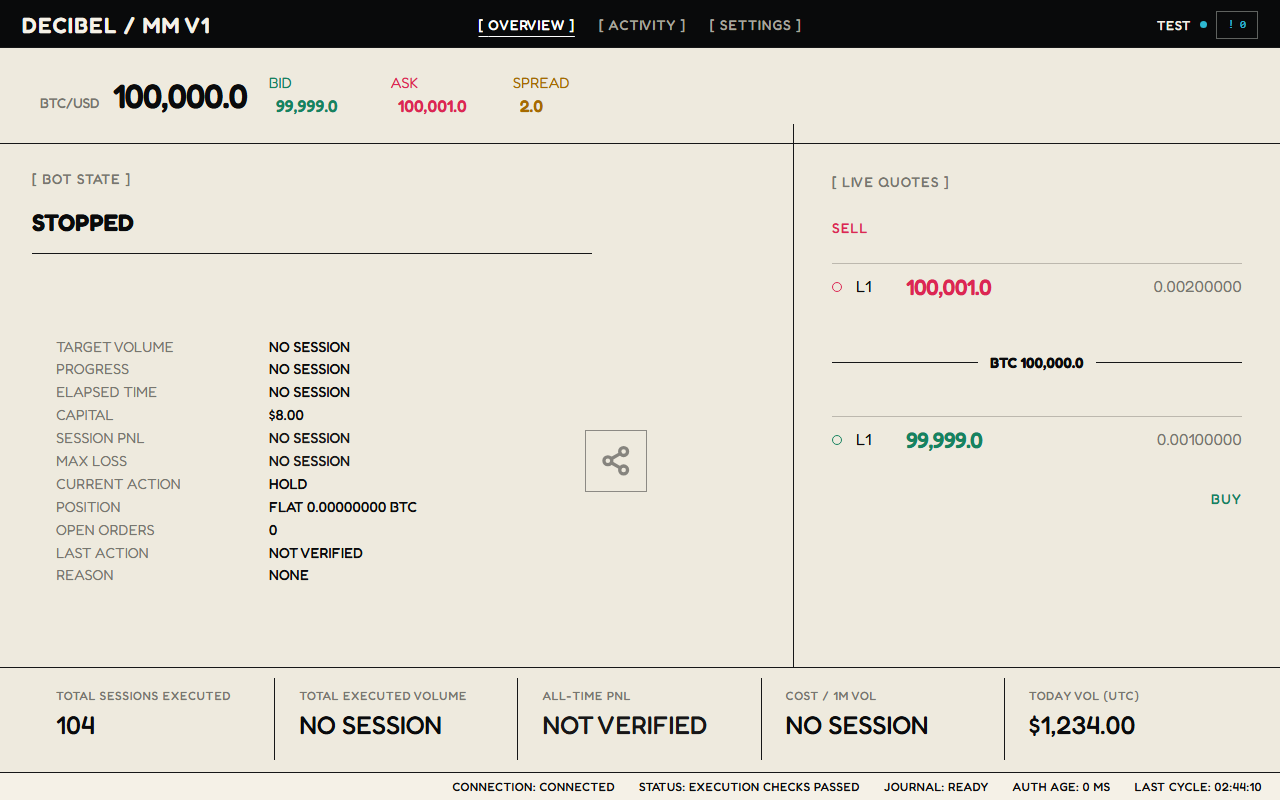 DECIBEL / MM V1
[ OVERVIEW ] [ ACTIVITY ] [ SETTINGS ]
TEST
! 0
BTC/USD 100,000.0
BID
99,999.0
ASK
100,001.0
SPREAD
2.0
[ BOT STATE ]
STOPPED
TARGET VOLUME NO SESSION
PROGRESS NO SESSION
ELAPSED TIME NO SESSION
CAPITAL $8.00
SESSION PNL NO SESSION
MAX LOSS NO SESSION
CURRENT ACTION HOLD
POSITION FLAT 0.00000000 BTC
OPEN ORDERS 0
LAST ACTION NOT VERIFIED
REASON NONE
[ LIVE QUOTES ]
SELL
L1 100,001.0 0.00200000
BTC 100,000.0
L1 99,999.0 0.00100000
BUY
TOTAL SESSIONS EXECUTED
104
TOTAL EXECUTED VOLUME
NO SESSION
ALL-TIME PNL
NOT VERIFIED
COST / 1M VOL
NO SESSION
TODAY VOL (UTC)
$1,234.00
CONNECTION: CONNECTED STATUS: EXECUTION CHECKS PASSED JOURNAL: READY AUTH AGE: 0 MS LAST CYCLE: 02:44:10